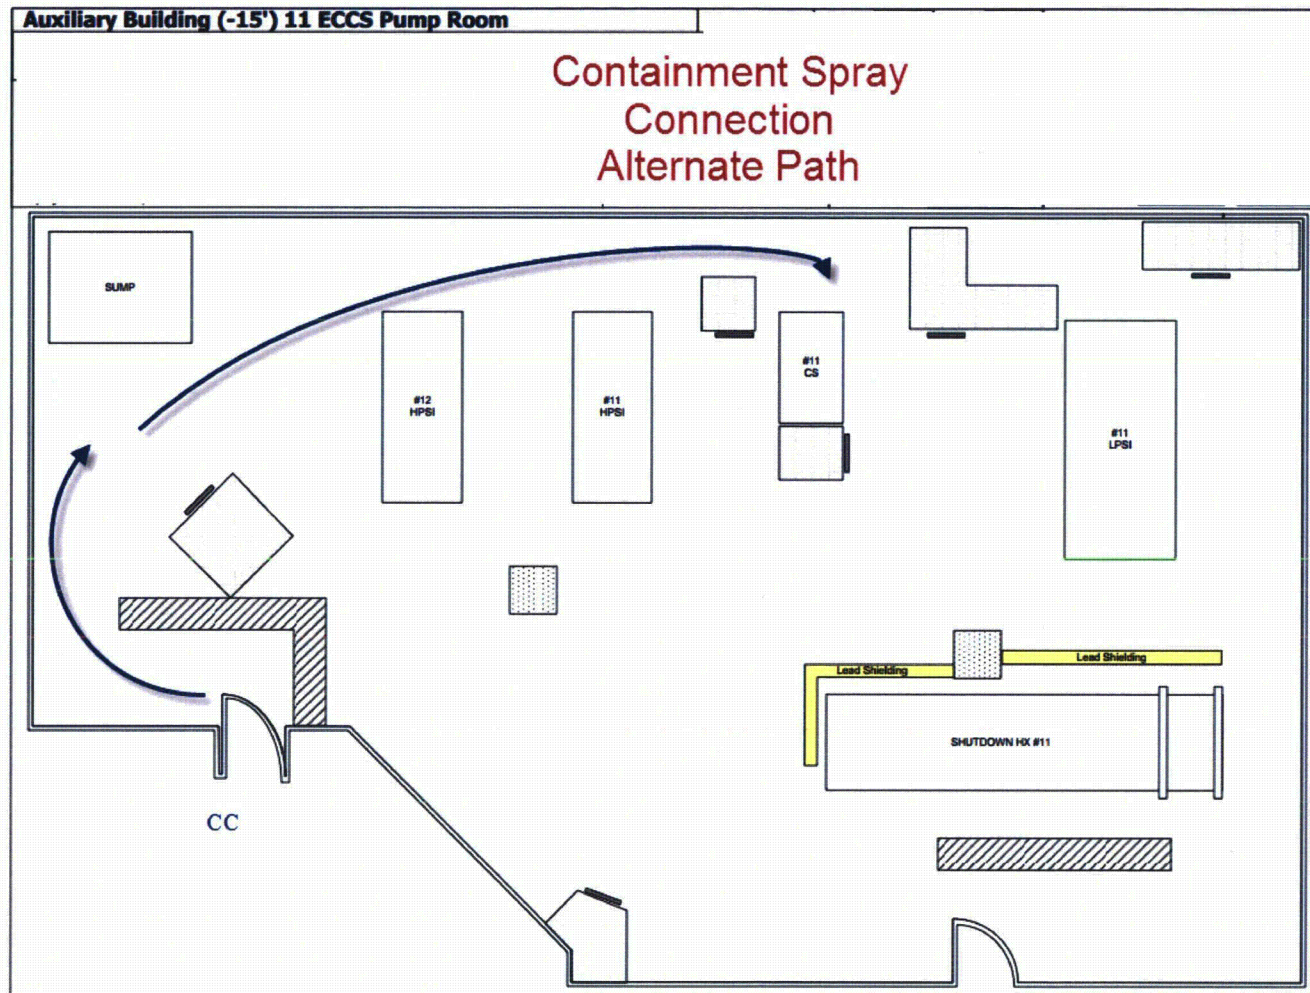 Auxiliary Building (-15') 11 ECCS Pump Room
Containment Spray
Connection
Alternate Path
SUMP
#12
HPSI
#11
HPSI
#11
CS
#11
LPSI
Lead Shielding
Lead Shielding
SHUTDOWN HX #11
CC